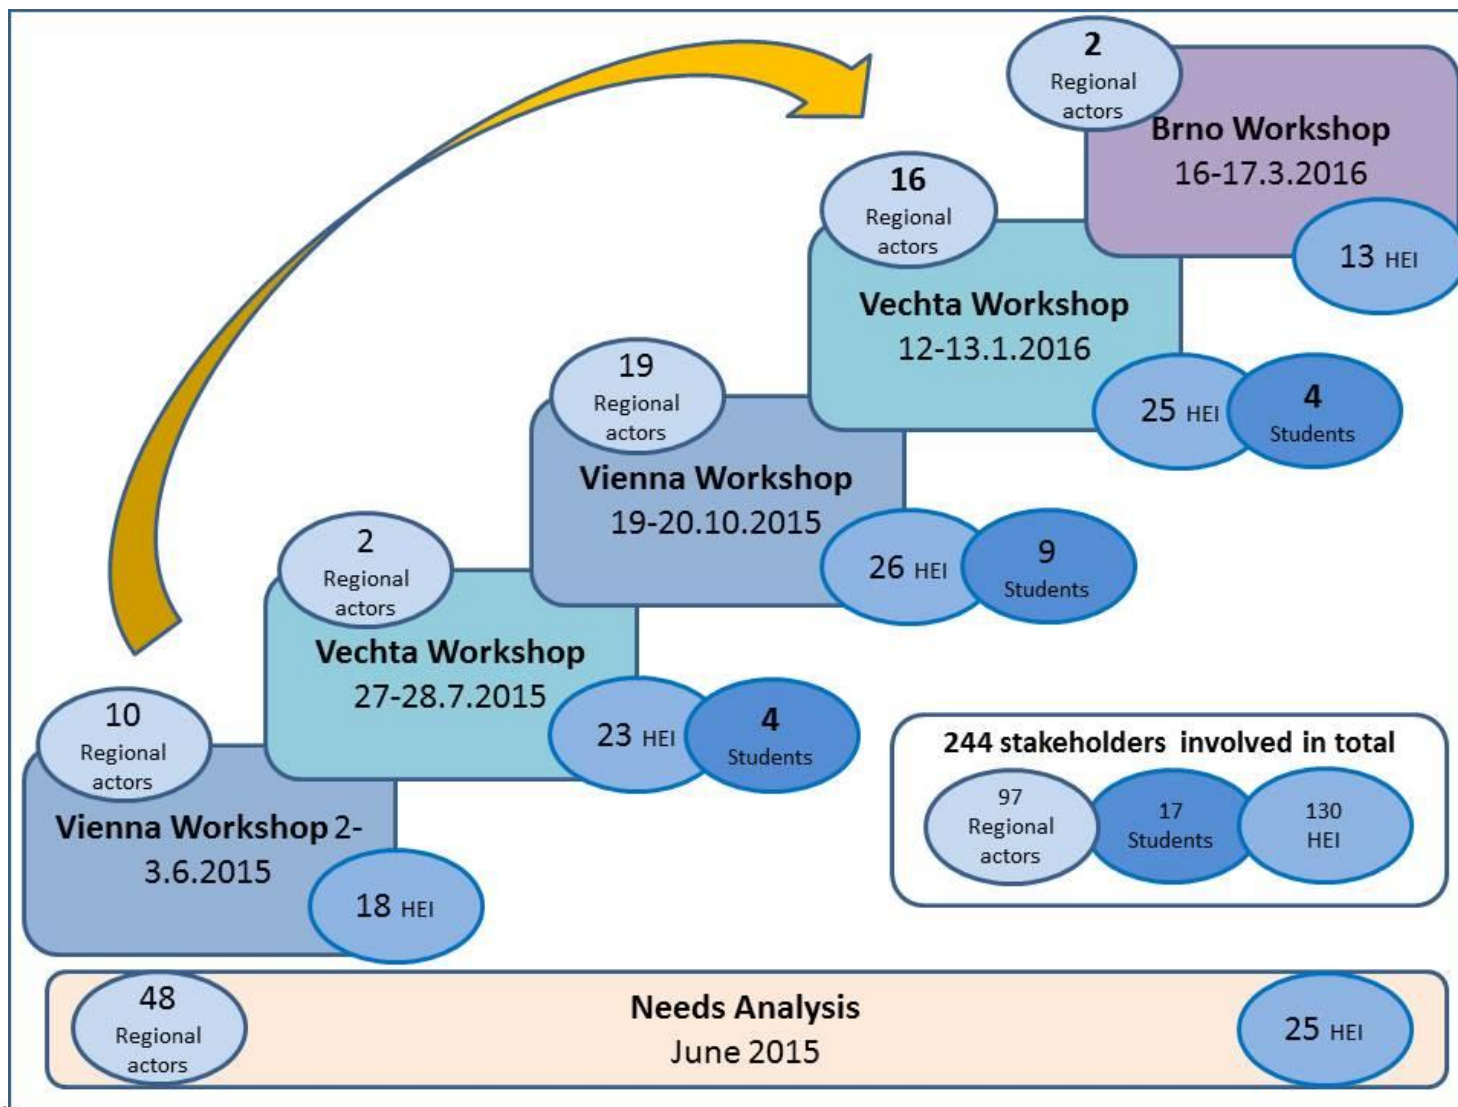 2
Regional
actors
Brno Workshop
16-17.3.2016
13 HEI
16
Regional
actors
Vechta Workshop
12-13.1.2016
25 HEI
4
Students
19
Regional
actors
Vienna Workshop
19-20.10.2015
26 HEI
9
Students
2
Regional
actors
Vechta Workshop
27-28.7.2015
23 HEI
4
Students
10
Regional
actors
Vienna Workshop 2-
3.6.2015
18 HEI
244 stakeholders involved in total
97
Regional
actors
17
Students
130
HEI
48
Regional
actors
Needs Analysis
June 2015
25 HEI